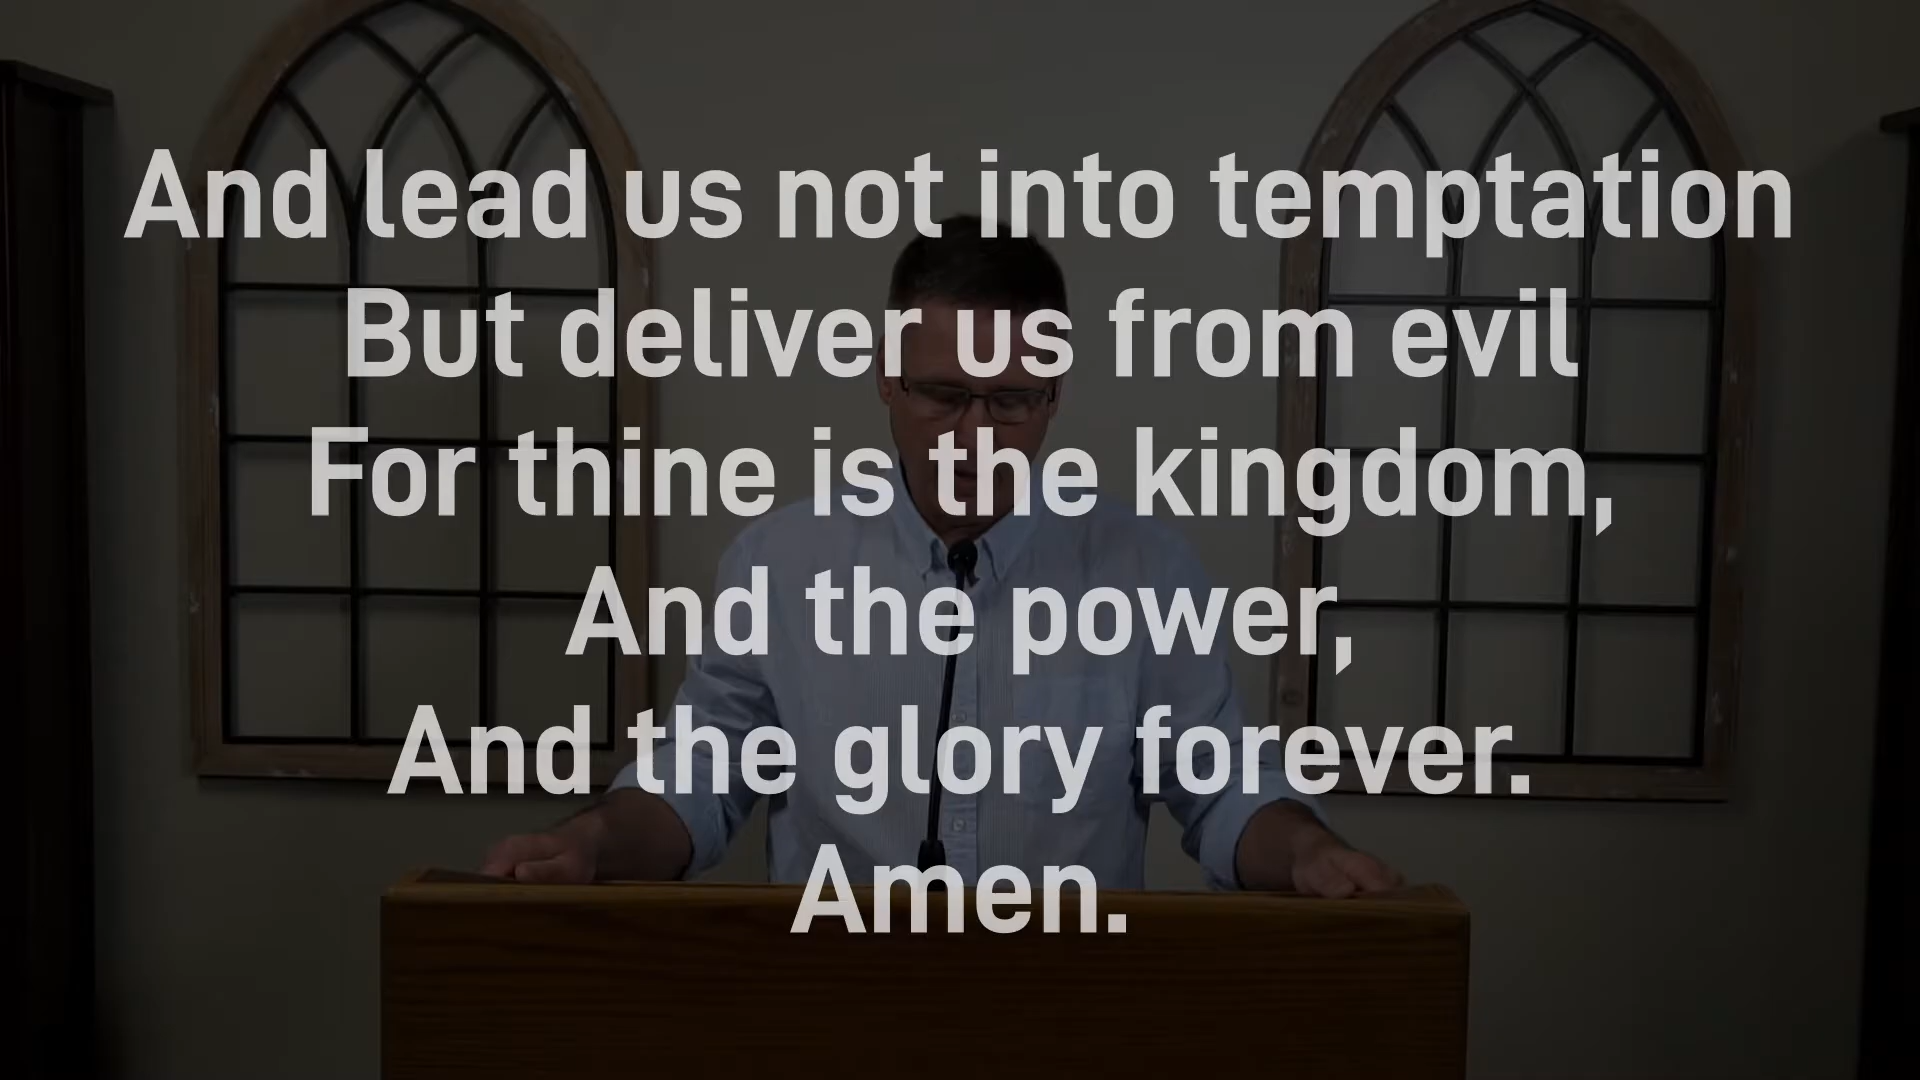 And lead us not into temptation
But deliver us from evil
For thine is the kingdom,
And the power,
And the glory forever.
Amen.